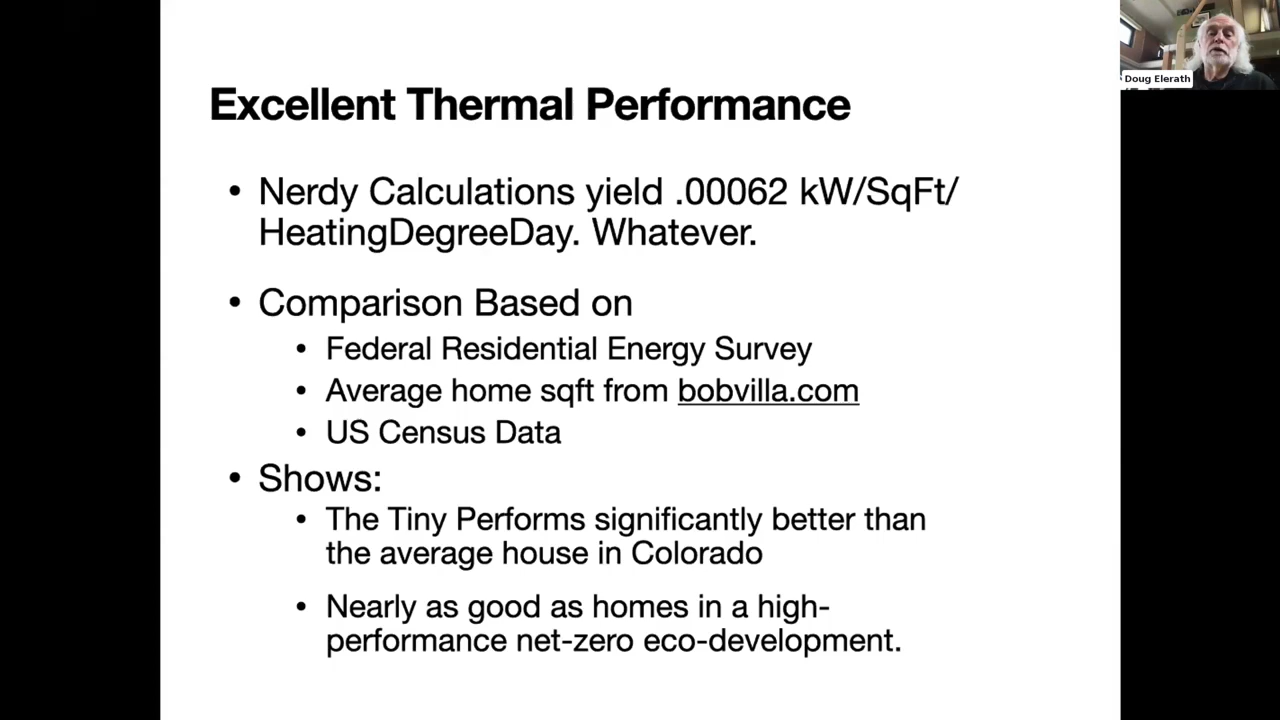 Doug Elerath
Excellent Thermal Performance
• Nerdy Calculations yield .00062 kW/SqFt/
HeatingDegreeDay. Whatever.
• Comparison Based on
• Federal Residential Energy Survey
• Average home sqft from bobvilla.com
• US Census Data
• Shows:
• The Tiny Performs significantly better than
the average house in Colorado
• Nearly as good as homes in a high-
performance net-zero eco-development.